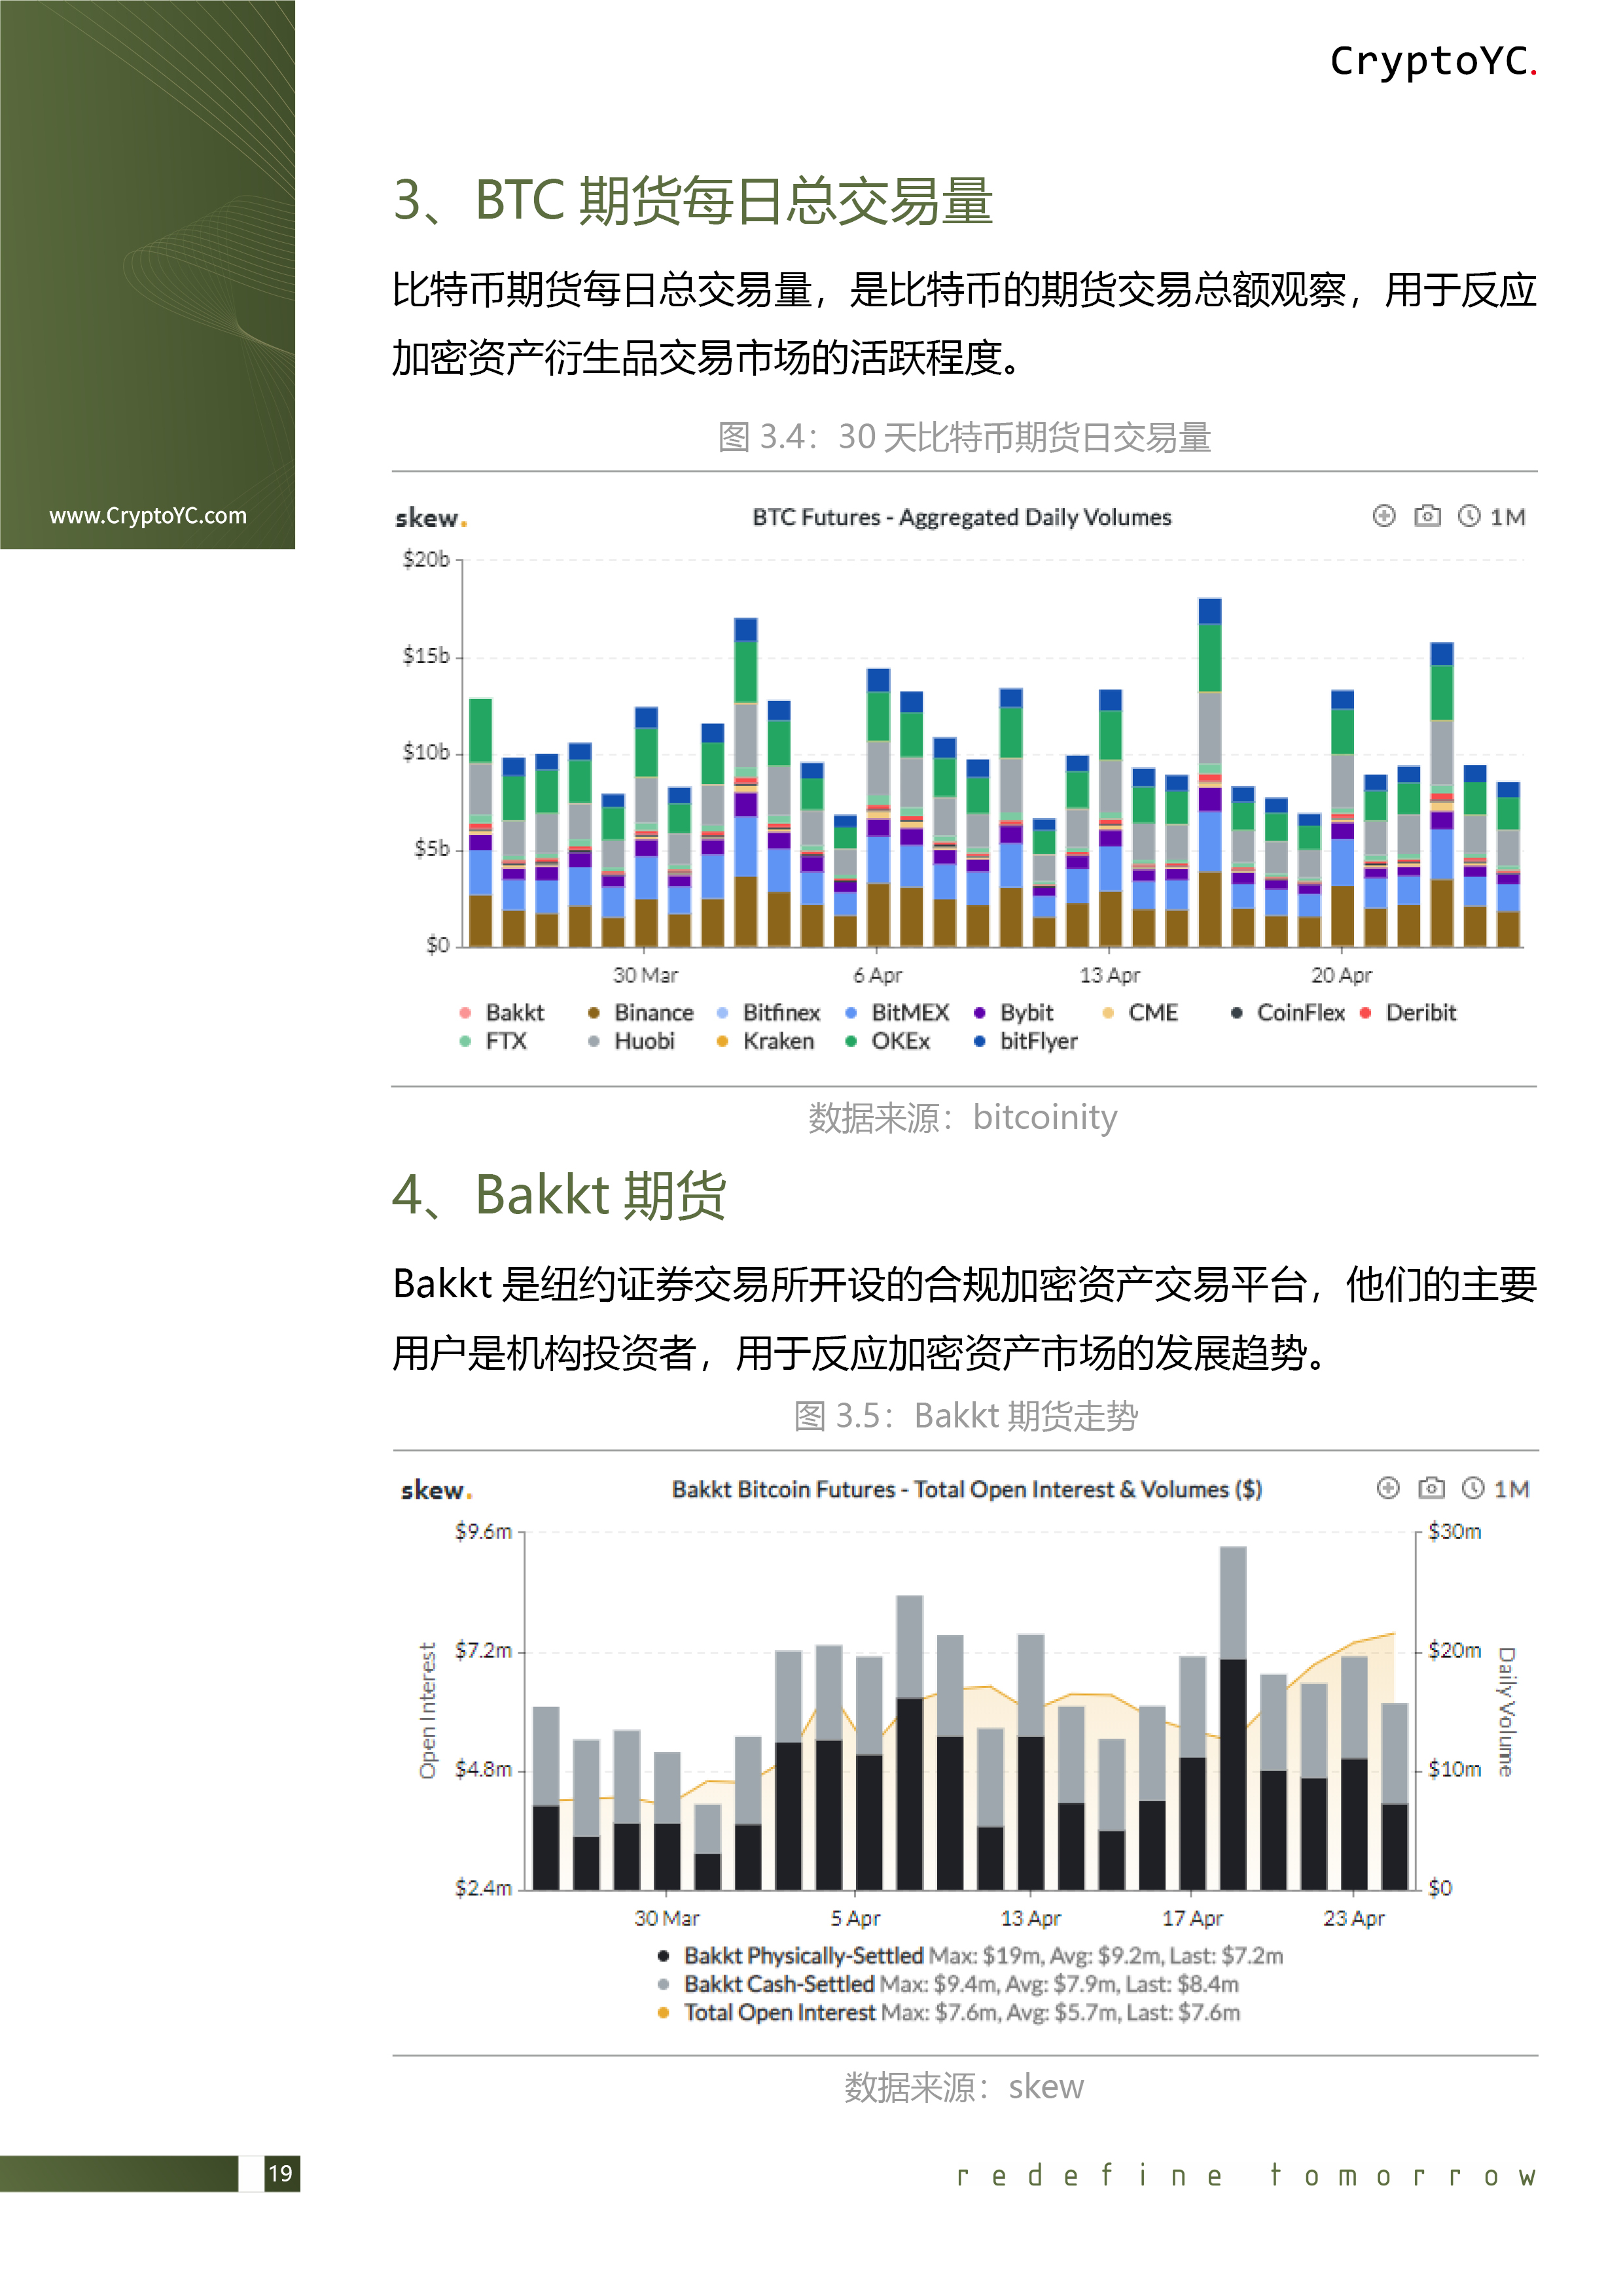 CryptoYC.
www.CryptoYC.com
3、BTC 期货每日总交易量
比特币期货每日总交易量，是比特币的期货交易总额观察，用于反应
加密资产衍生品交易市场的活跃程度。
图 3.4：30 天比特币期货日交易量
skew.
BTC Futures - Aggregated Daily Volumes
1M
$20b
$15b
$10b
$5b
$0
30 Mar 6 Apr 13 Apr 20 Apr
Bakkt Binance Bitfinex BitMEX Bybit CME CoinFlex Deribit
FTX Huobi Kraken OKEx bitFlyer
数据来源：bitcoinity
4、Bakkt 期货
Bakkt 是纽约证券交易所开设的合规加密资产交易平台，他们的主要
用户是机构投资者，用于反应加密资产市场的发展趋势。
图 3.5：Bakkt 期货走势
skew.
Bakkt Bitcoin Futures - Total Open Interest & Volumes ($)
1M
$9.6m $30m
$7.2m $20m
Open Interest
Daily Volume
$4.8m $10m
$2.4m $0
30 Mar 5 Apr 13 Apr 17 Apr 23 Apr
Bakkt Physically-Settled Max: $19m, Avg: $9.2m, Last: $7.2m
Bakkt Cash-Settled Max: $9.4m, Avg: $7.9m, Last: $8.4m
Total Open Interest Max: $7.6m, Avg: $5.7m, Last: $7.6m
数据来源：skew
19
redefine tomorrow